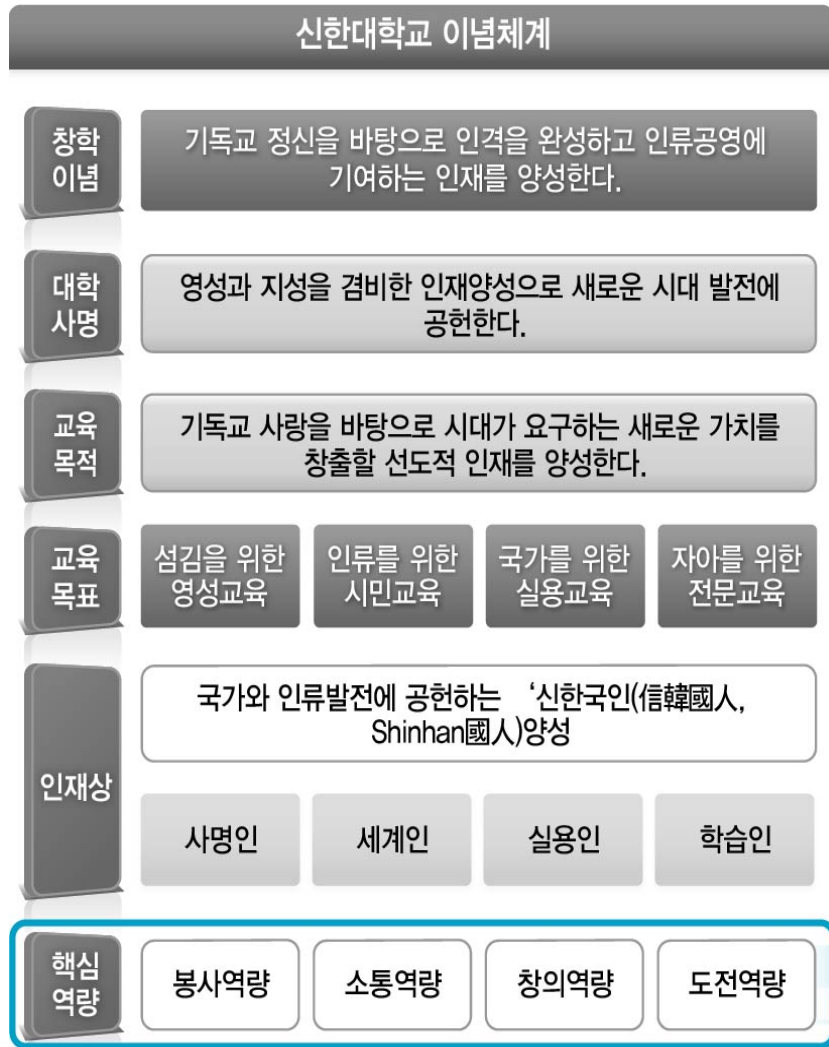 신한대학교 이념체계
창학
이념
기독교 정신을 바탕으로 인격을 완성하고 인류공영에
기여하는 인재를 양성한다.
대학
사명
영성과 지성을 겸비한 인재양성으로 새로운 시대 발전에
공헌한다.
교육
목적
기독교 사랑을 바탕으로 시대가 요구하는 새로운 가치를
창출할 선도적 인재를 양성한다.
교육
목표
섬김을 위한
영성교육
인류를 위한
시민교육
국가를 위한
실용교육
자아를 위한
전문교육
인재상
국가와 인류발전에 공헌하는 ‘신한국인(信韓國人,
Shinhan國人)양성
사명인
세계인
실용인
학습인
핵심
역량
봉사역량
소통역량
창의역량
도전역량